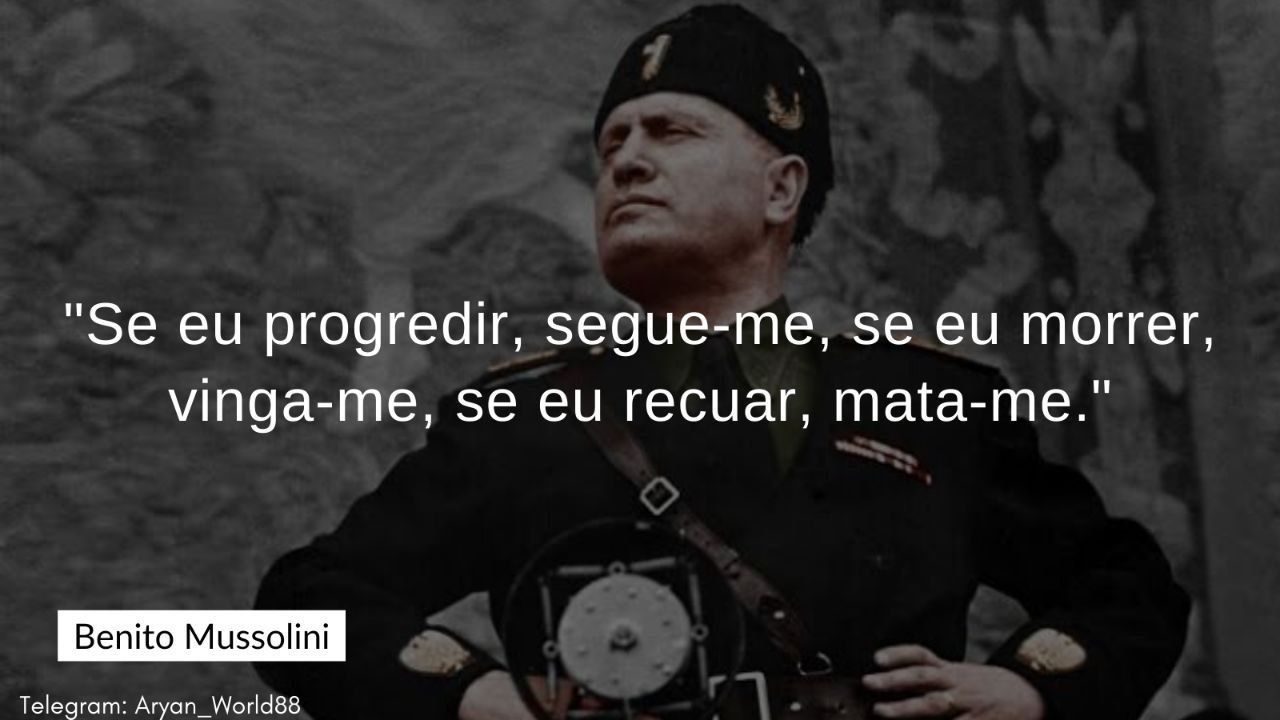 "Se eu progredir, segue-me, se eu morrer,
vinga-me, se eu recuar, mata-me."
Benito Mussolini
Telegram: Aryan_World88